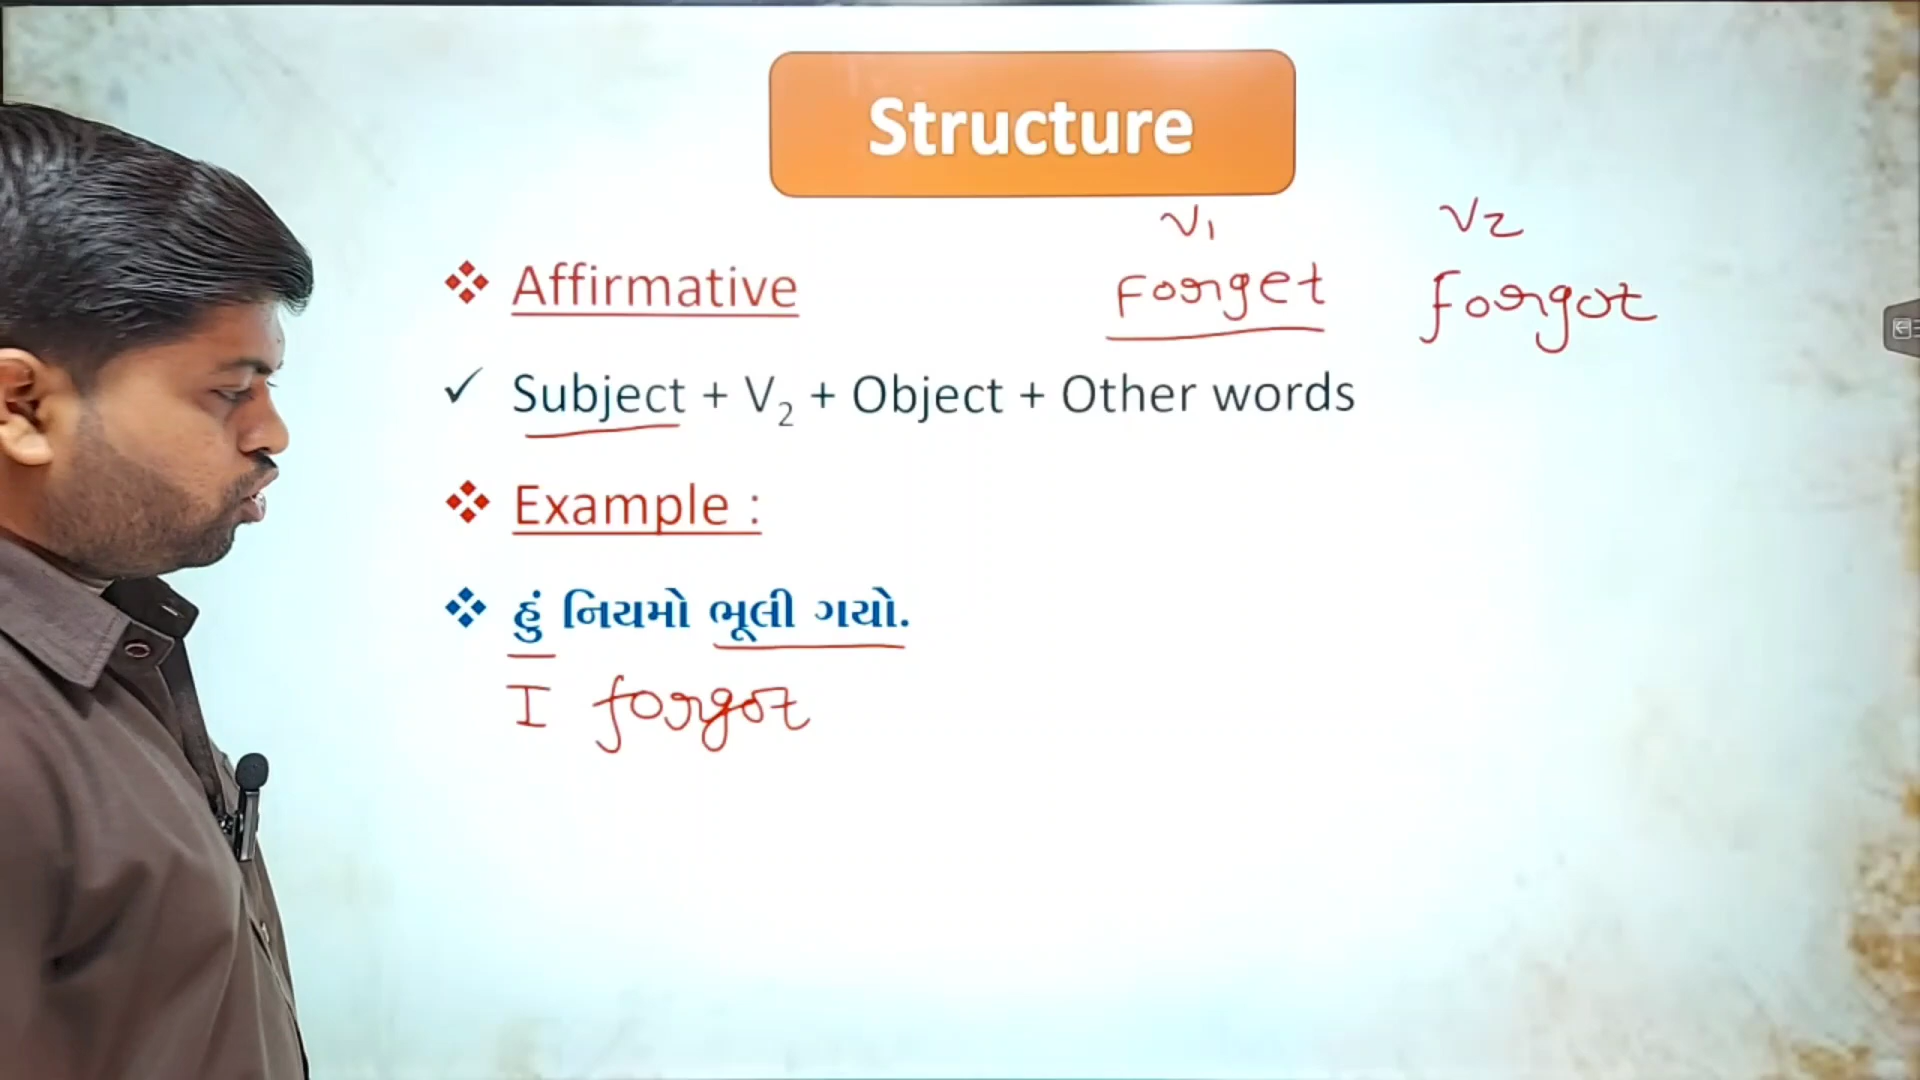 Structure
V1 V2
❖ Affirmative Forget forgot
✓ Subject + V₂ + Object + Other words
❖ Example :
❖ હું નિયમો ભૂલી ગયો.
I forgot